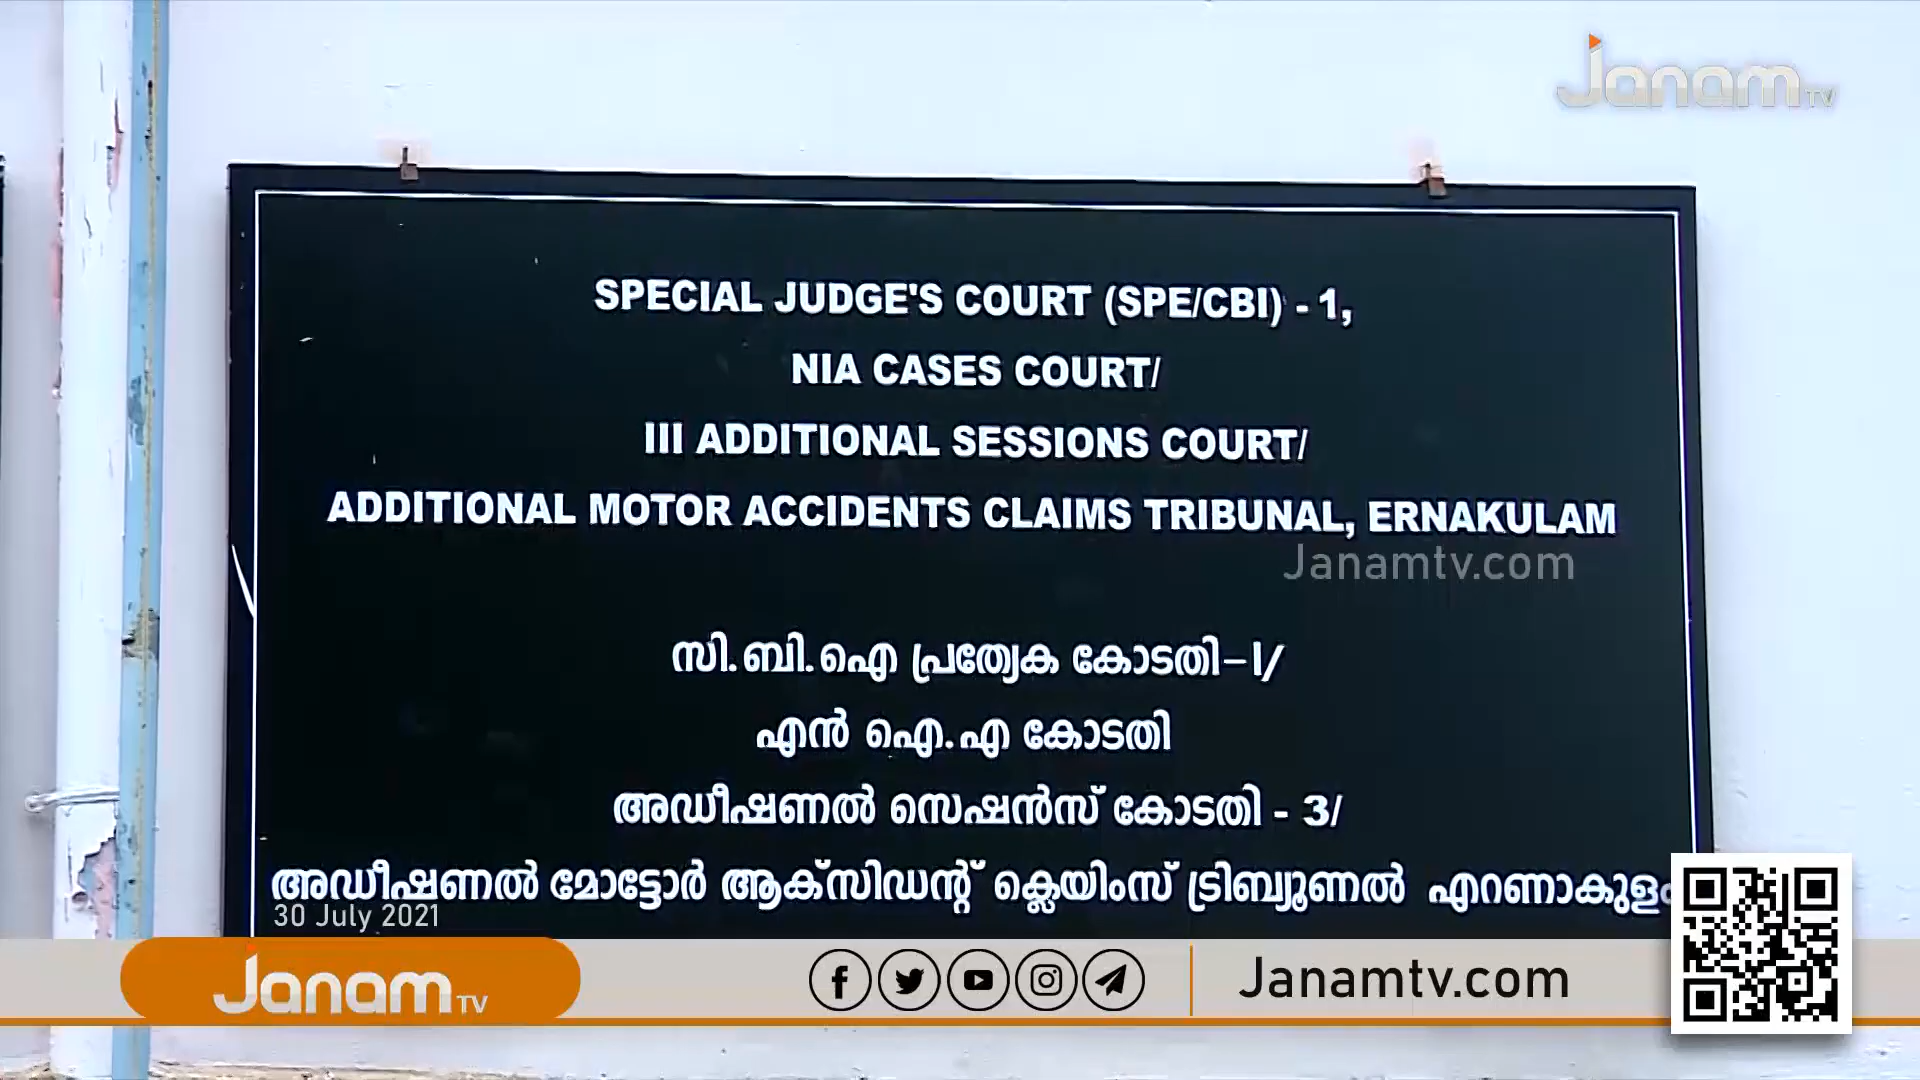 Janam TV
SPECIAL JUDGE'S COURT (SPE/CBI) - 1,
NIA CASES COURT/
III ADDITIONAL SESSIONS COURT/
ADDITIONAL MOTOR ACCIDENTS CLAIMS TRIBUNAL, ERNAKULAM
Janamtv.com
സി.ബി.ഐ പ്രത്യേക കോടതി-I/
എൻ ഐ.എ കോടതി
അഡീഷണൽ സെഷൻസ് കോടതി - 3/
അഡീഷണൽ മോട്ടോർ ആക്സിഡന്റ് ക്ലെയിംസ് ട്രിബ്യൂണൽ എറണാകുളം
30 July 2021
Janam TV
Janamtv.com